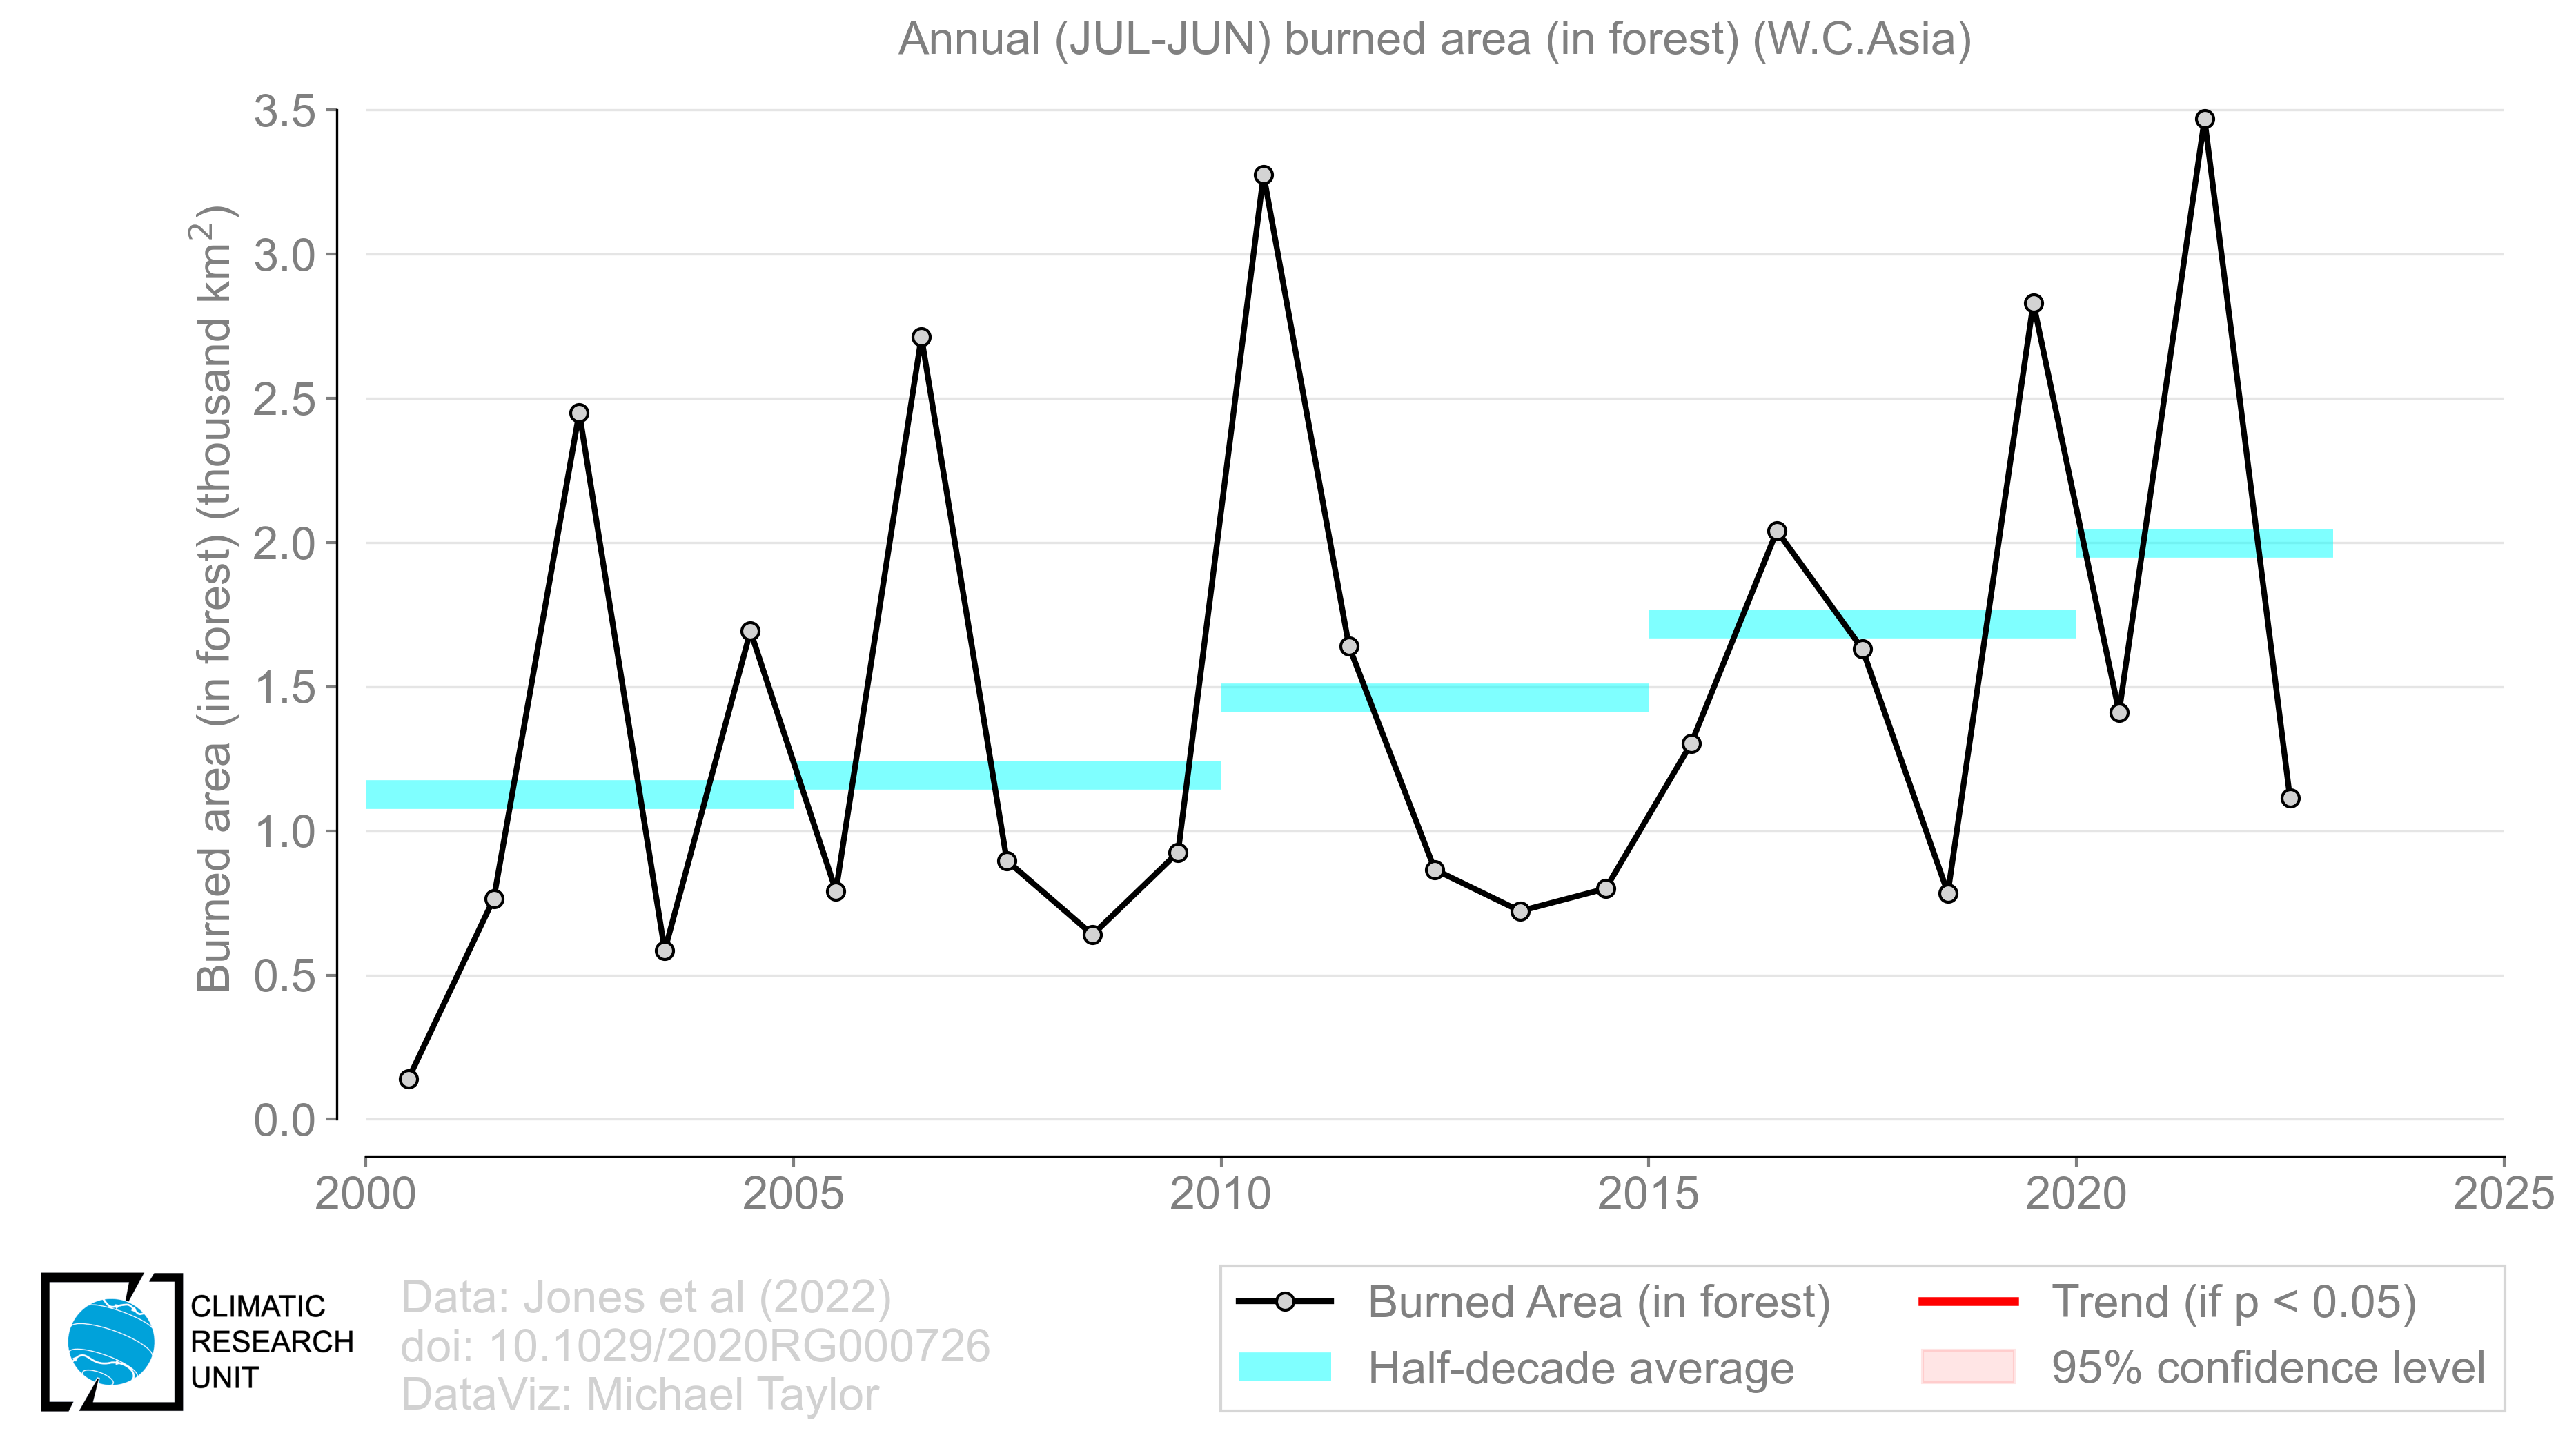 Annual (JUL-JUN) burned area (in forest) (W.C.Asia)
Burned area (in forest) (thousand km²)
3.5
3.0
2.5
2.0
1.5
1.0
0.5
0.0
2000 2005 2010 2015 2020 2025
CLIMATIC
RESEARCH
UNIT
Data: Jones et al (2022)
doi: 10.1029/2020RG000726
DataViz: Michael Taylor
Burned Area (in forest)
Half-decade average
Trend (if p < 0.05)
95% confidence level